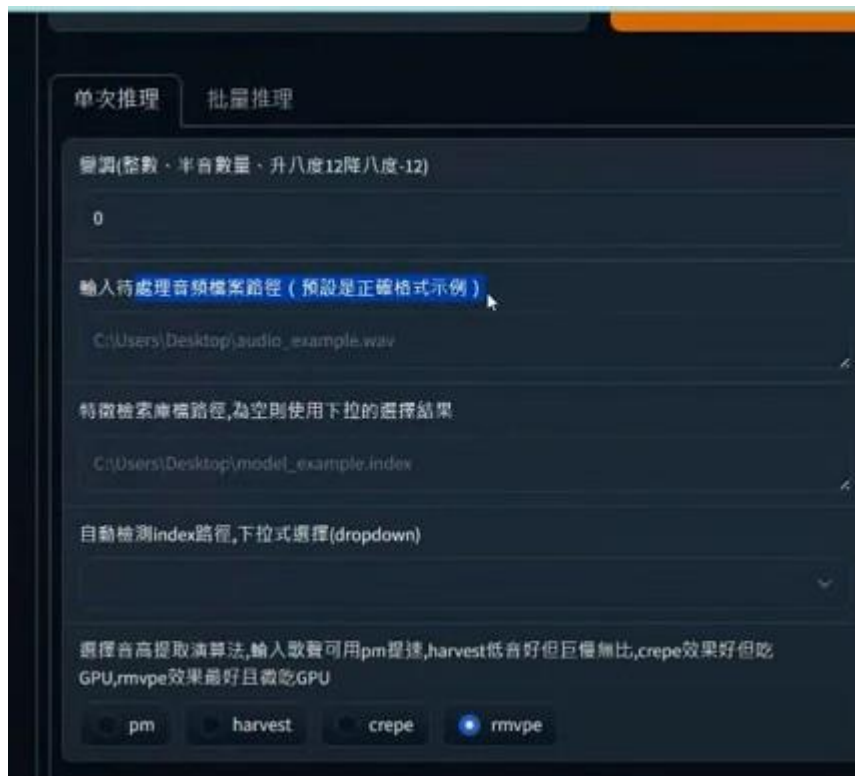 单次推理
批量推理
變調(整數、半音數量、升八度12降八度-12)
0
輸入待處理音頻檔案路徑(預設是正確格式示例)
C:\Users\Desktop\audio_example.wav
特徵檢索庫檔路徑,為空則使用下拉的選擇結果
C:\Users\Desktop\model_example.index
自動檢測index路徑,下拉式選擇(dropdown)
選擇音高提取演算法,輸入歌聲可用pm提速,harvest低音好但巨慢無比,crepe效果好但吃
GPU,rmvpe效果最好且微吃GPU
pm
harvest
crepe
rmvpe